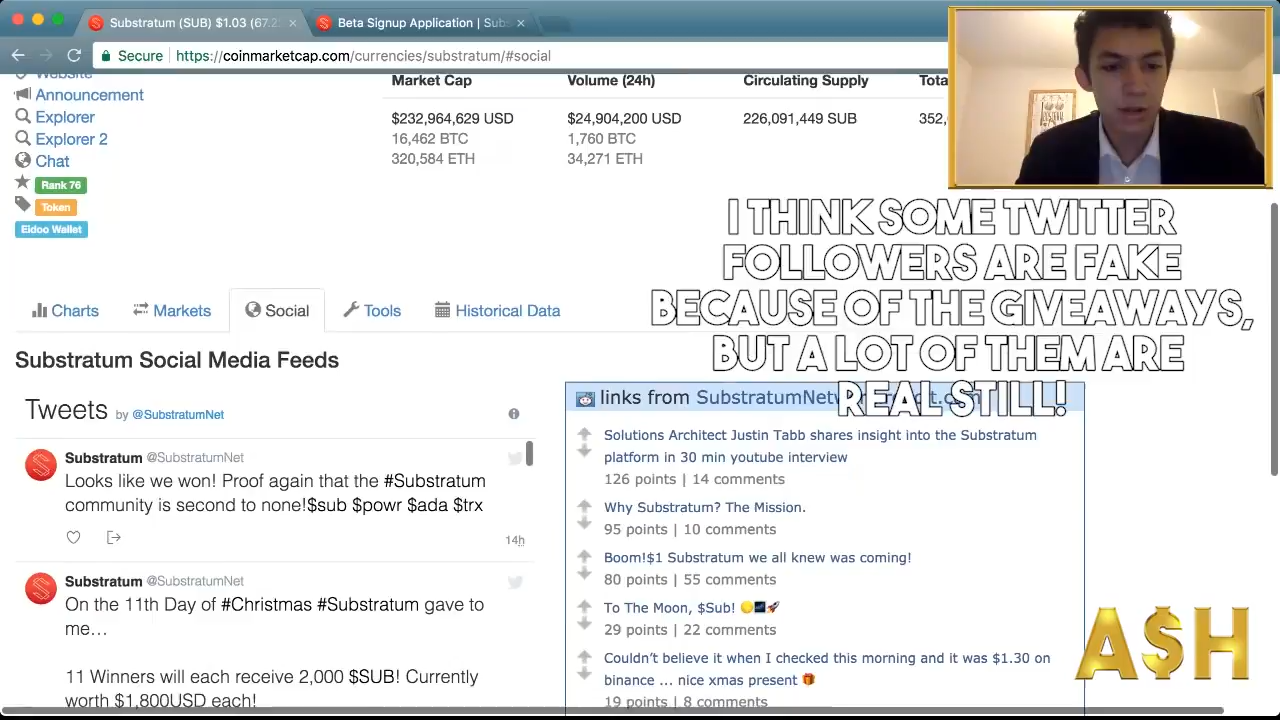 Substratum (SUB) $1.03 (67.2
Beta Signup Application | Sub
Secure
https://coinmarketcap.com/currencies/substratum/#social
Website
Announcement
Explorer
Explorer 2
Chat
Rank 76
Token
Eidoo Wallet
Market Cap
Volume (24h)
Circulating Supply
Tota
$232,964,629 USD
$24,904,200 USD
226,091,449 SUB
352,
16,462 BTC
1,760 BTC
320,584 ETH
34,271 ETH
I THINK SOME TWITTER
FOLLOWERS ARE FAKE
BECAUSE OF THE GIVEAWAYS,
BUT A LOT OF THEM ARE
REAL STILL!
Charts
Markets
Social
Tools
Historical Data
Substratum Social Media Feeds
Tweets by @SubstratumNet
Substratum @SubstratumNet
Looks like we won! Proof again that the #Substratum
community is second to none!$sub $powr $ada $trx
14h
Substratum @SubstratumNet
On the 11th Day of #Christmas #Substratum gave to
me…
11 Winners will each receive 2,000 $SUB! Currently
worth $1,800USD each!
links from SubstratumNetw
Solutions Architect Justin Tabb shares insight into the Substratum
platform in 30 min youtube interview
126 points | 14 comments
Why Substratum? The Mission.
95 points | 10 comments
Boom!$1 Substratum we all knew was coming!
80 points | 55 comments
To The Moon, $Sub! 🌕🌃🚀
29 points | 22 comments
Couldn't believe it when I checked this morning and it was $1.30 on
binance ... nice xmas present 🎁
19 points | 8 comments
A$H